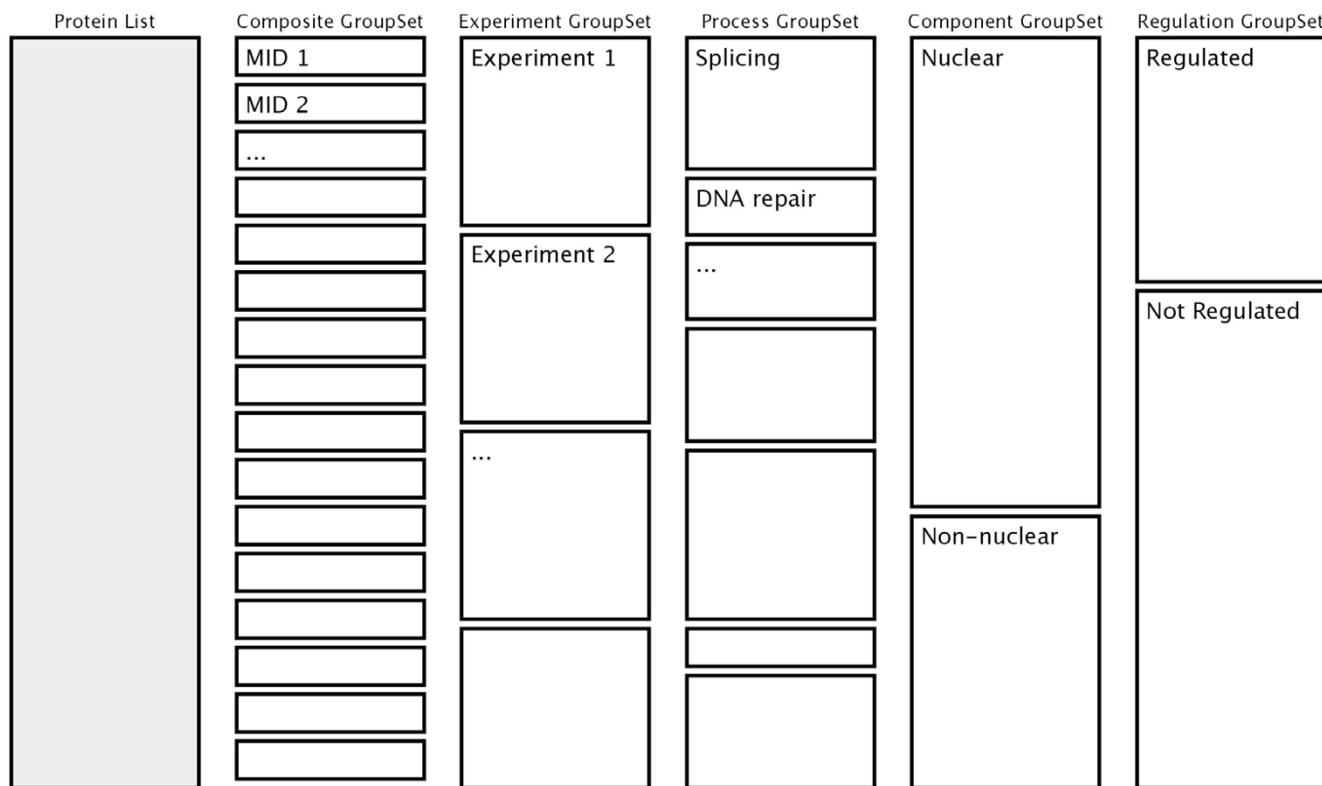 Protein List
Composite GroupSet
Experiment GroupSet
Process GroupSet
Component GroupSet
Regulation GroupSet
MID 1
MID 2
...
Experiment 1
Experiment 2
...
Splicing
DNA repair
...
Nuclear
Non-nuclear
Regulated
Not Regulated